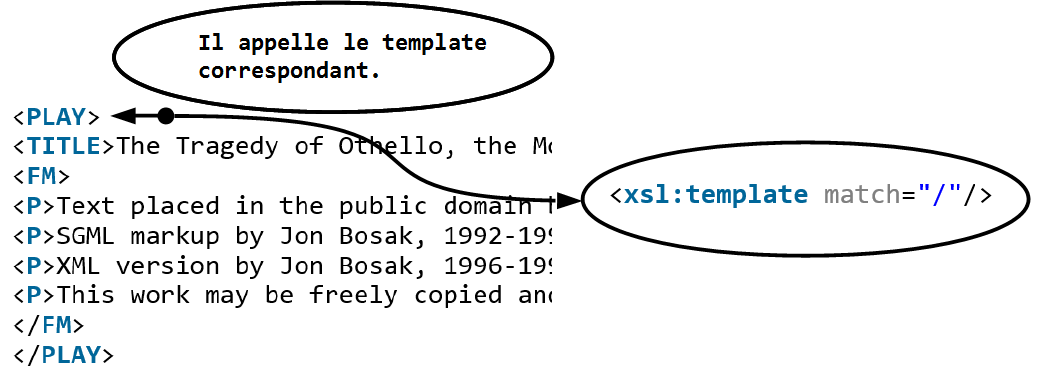 Il appelle le template
correspondant.
<PLAY>
<TITLE>The Tragedy of Othello, the Mo
<FM>
<P>Text placed in the public domain
<P>SGML markup by Jon Bosak, 1992-199
<P>XML version by Jon Bosak, 1996-199
<P>This work may be freely copied and
</FM>
</PLAY>
<xsl:template match="/"/>